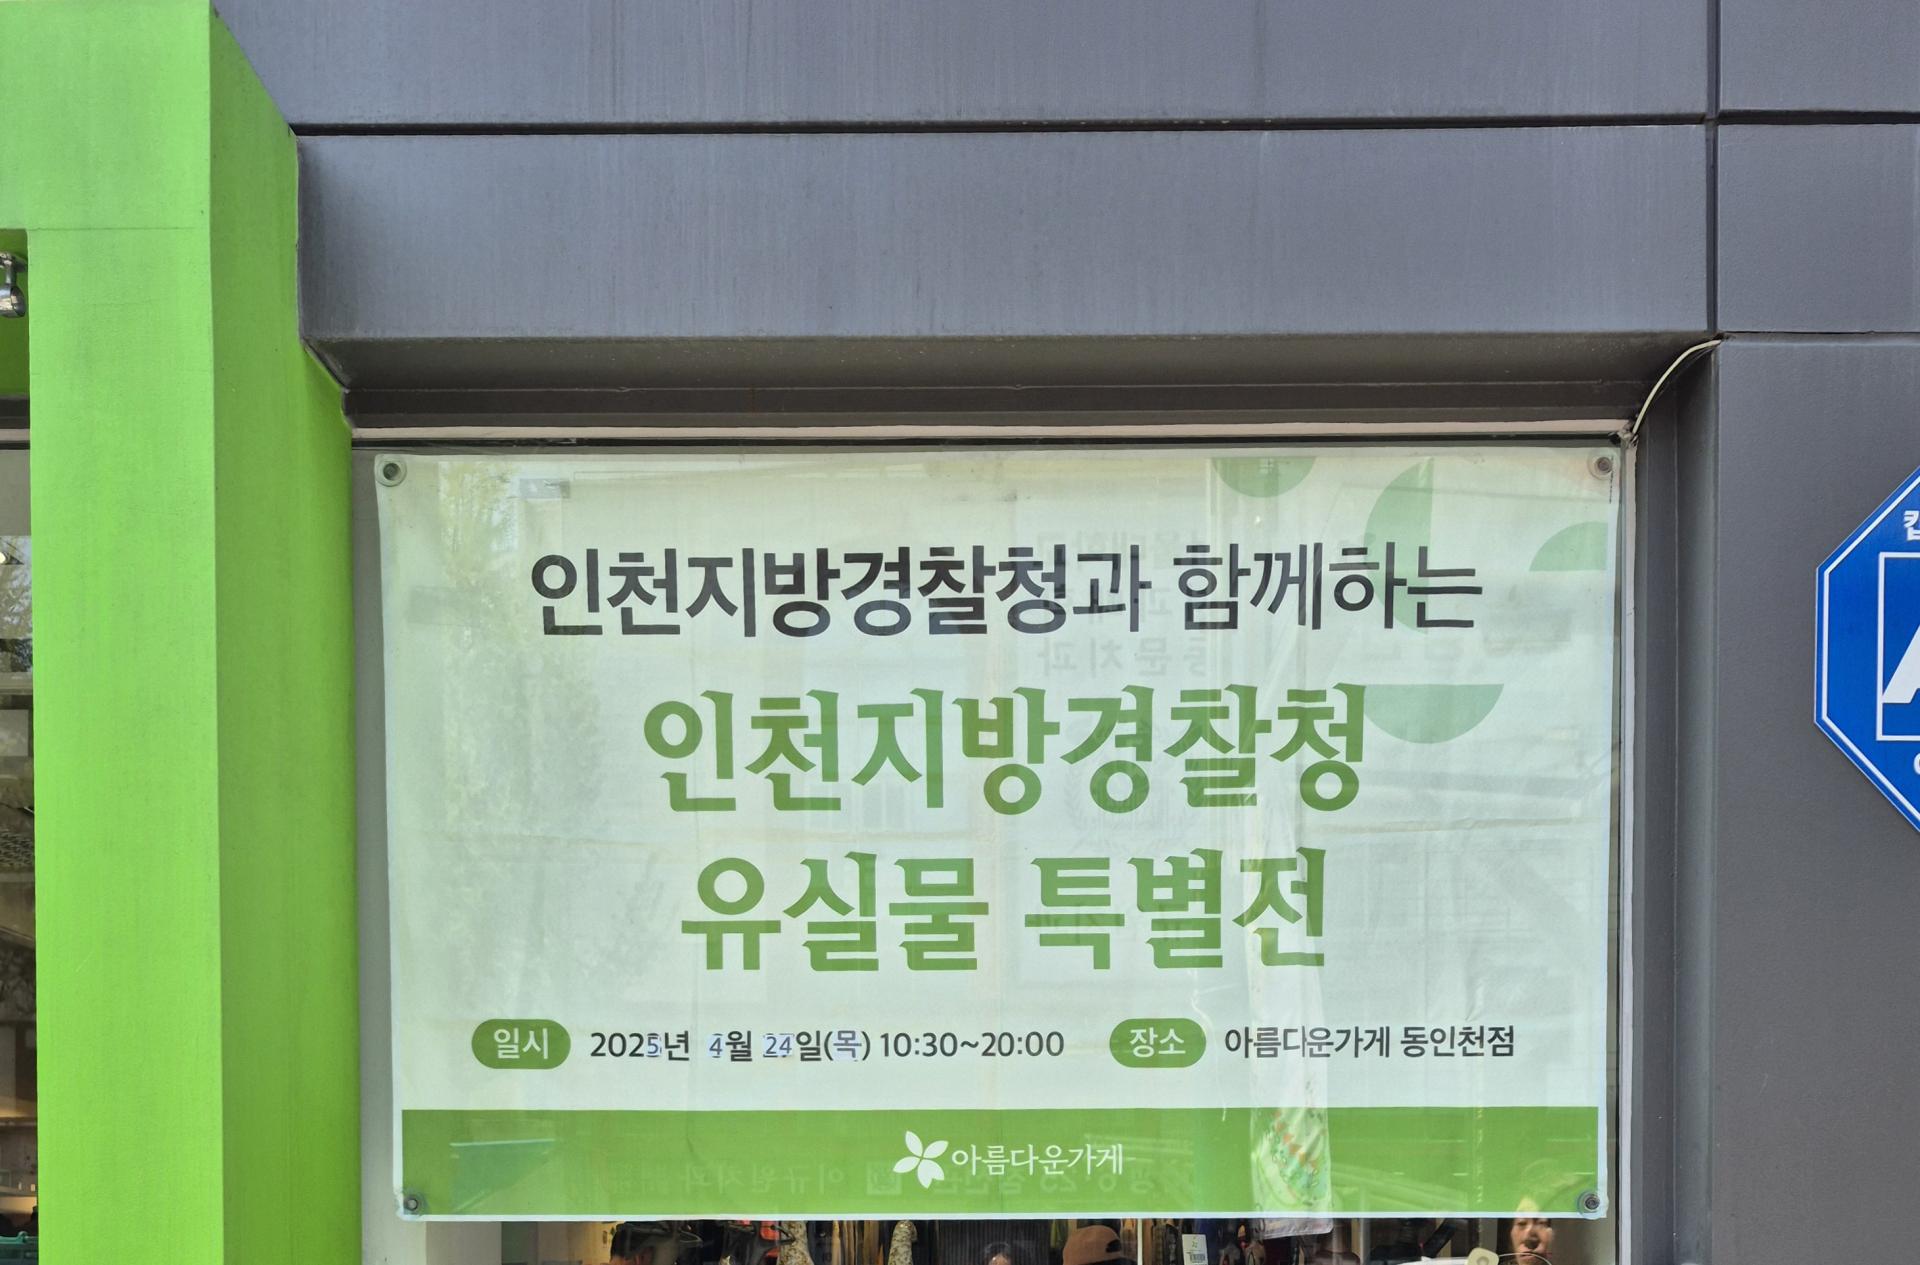 인천지방경찰청과 함께하는
인천지방경찰청
유실물 특별전
일시 2025년 4월 24일(목) 10:30~20:00 장소 아름다운가게 동인천점
아름다운가게